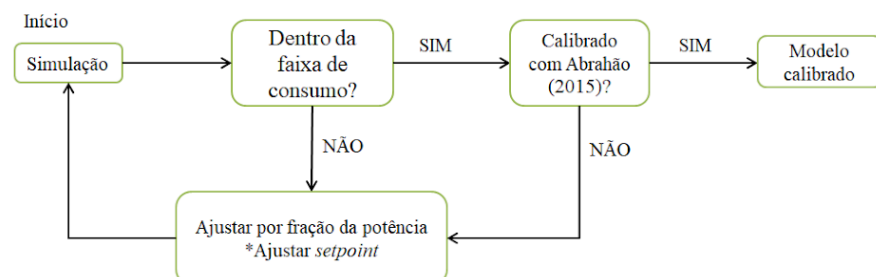 Início
Simulação
Dentro da
faixa de
consumo?
SIM
Calibrado
com Abrahão
(2015)?
SIM
Modelo
calibrado
NÃO
NÃO
Ajustar por fração da potência
*Ajustar setpoint